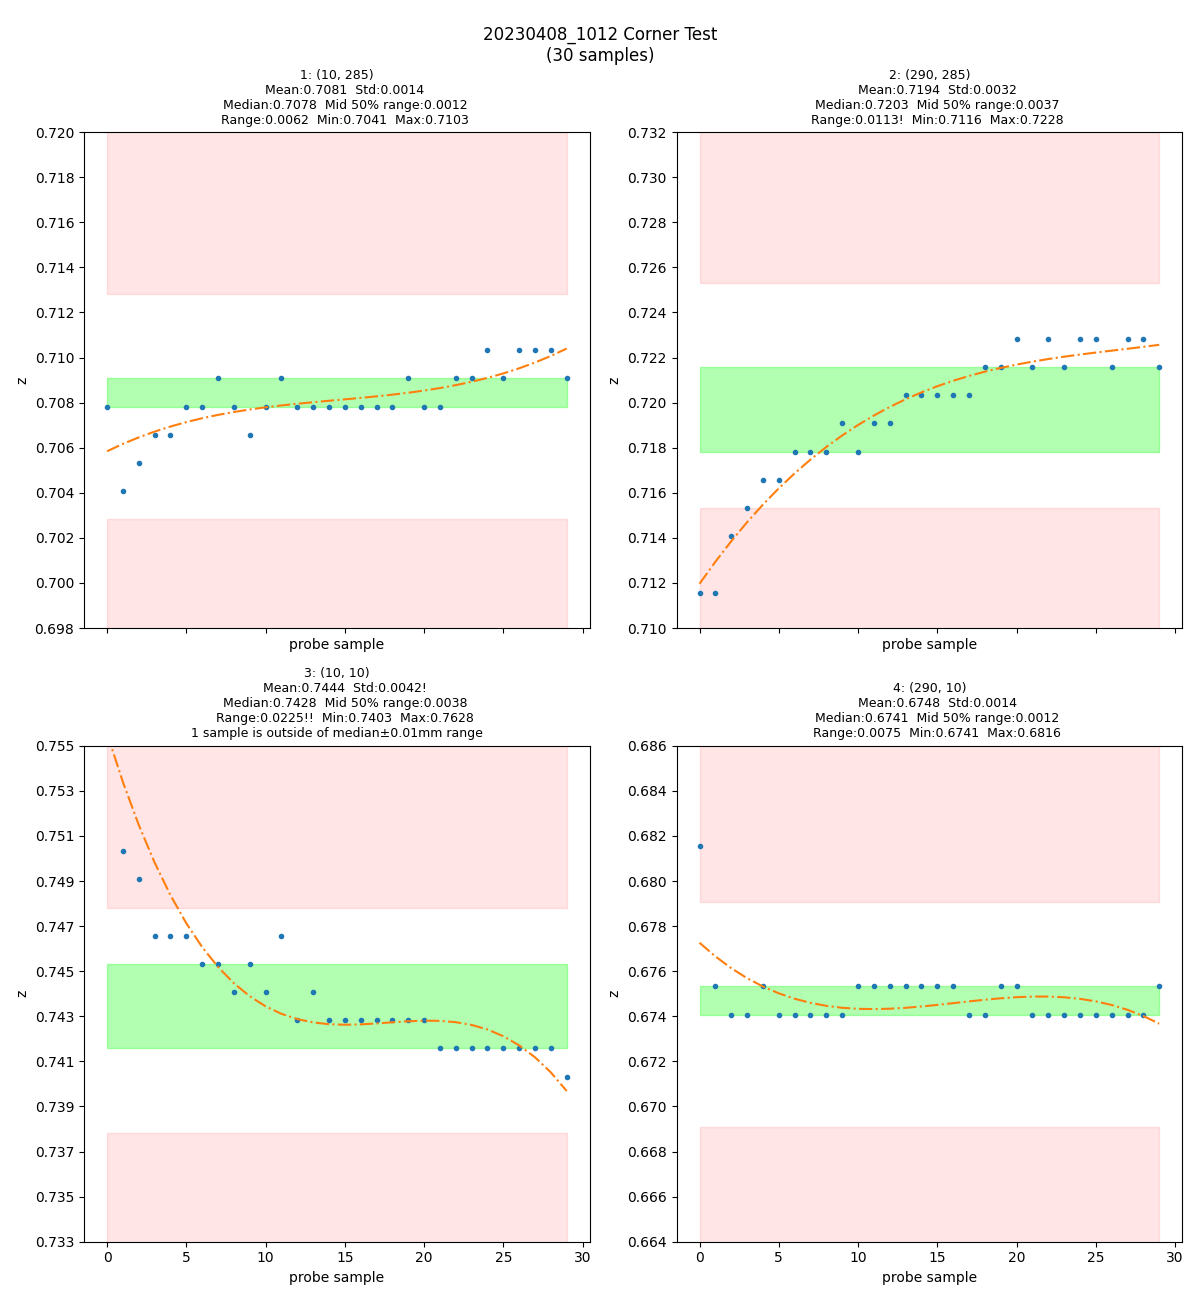 20230408_1012 Corner Test
(30 samples)
1: (10, 285)
Mean:0.7081  Std:0.0014
Median:0.7078  Mid 50% range:0.0012
Range:0.0062  Min:0.7041  Max:0.7103
0.720
0.718
0.716
0.714
0.712
0.710
0.708
0.706
0.704
0.702
0.700
0.698
z
probe sample
2: (290, 285)
Mean:0.7194  Std:0.0032
Median:0.7203  Mid 50% range:0.0037
Range:0.0113!  Min:0.7116  Max:0.7228
0.732
0.730
0.728
0.726
0.724
0.722
0.720
0.718
0.716
0.714
0.712
0.710
z
probe sample
3: (10, 10)
Mean:0.7444  Std:0.0042!
Median:0.7428  Mid 50% range:0.0038
Range:0.0225!!  Min:0.7403  Max:0.7628
1 sample is outside of median±0.01mm range
0.755
0.753
0.751
0.749
0.747
0.745
0.743
0.741
0.739
0.737
0.735
0.733
z
0 5 10 15 20 25 30
probe sample
4: (290, 10)
Mean:0.6748  Std:0.0014
Median:0.6741  Mid 50% range:0.0012
Range:0.0075  Min:0.6741  Max:0.6816
0.686
0.684
0.682
0.680
0.678
0.676
0.674
0.672
0.670
0.668
0.666
0.664
z
0 5 10 15 20 25 30
probe sample